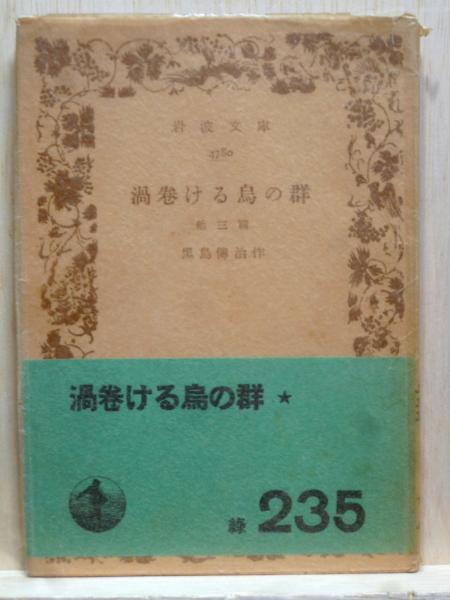 岩波文庫
4780
渦巻ける烏の群
他三篇
黒島傳治作
渦巻ける烏の群 ★
緑 235